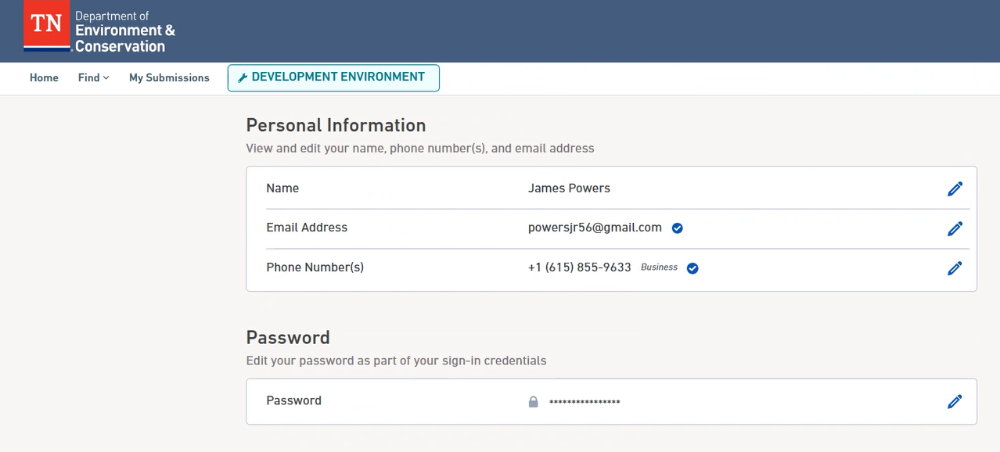 TN
Department of
Environment &
Conservation
Home Find My Submissions DEVELOPMENT ENVIRONMENT
Personal Information
View and edit your name, phone number(s), and email address
Name James Powers
Email Address powersjr56@gmail.com
Phone Number(s) +1 (615) 855-9633 Business
Password
Edit your password as part of your sign-in credentials
Password ****************